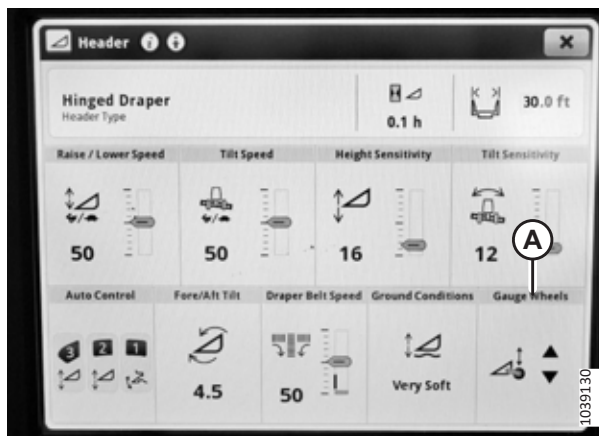 Header
Hinged Draper
Header Type
0.1 h
30.0 ft
Raise / Lower Speed
Tilt Speed
Height Sensitivity
Tilt Sensitivity
50
50
16
12
A
Auto Control
Fore/Aft Tilt
Draper Belt Speed
Ground Conditions
Gauge Wheels
3
2
1
4.5
50
Very Soft
1039130